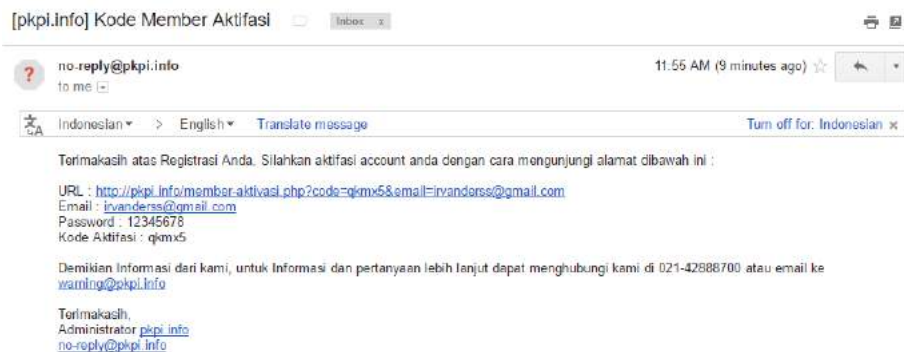 [pkpi.info] Kode Member Aktifasi Inbox x
no-reply@pkpi.info 11:55 AM (9 minutes ago)
to me
Indonesian > English Translate message Turn off for: Indonesian x
Terimakasih atas Registrasi Anda. Silahkan aktifasi account anda dengan cara mengunjungi alamat dibawah ini :
URL : http://pkpi.info/member-aktivasi.php?code=qkmx5&email=irvanderss@gmail.com
Email : irvanderss@gmail.com
Password : 12345678
Kode Aktifasi : qkmx5
Demikian Informasi dari kami, untuk Informasi dan pertanyaan lebih lanjut dapat menghubungi kami di 021-42888700 atau email ke
warning@pkpi.info
Terimakasih,
Administrator pkpi.info
no-reply@pkpi.info